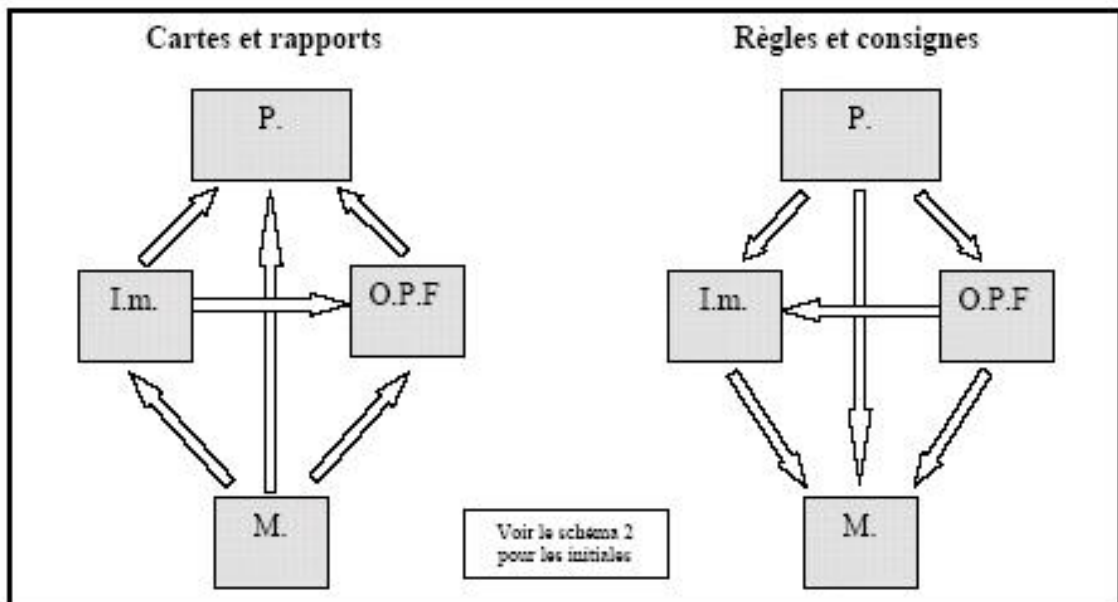 Cartes et rapports
Règles et consignes
P.
P.
I.m.
O.P.F
I.m.
O.P.F
M.
M.
Voir le schéma 2
pour les initiales